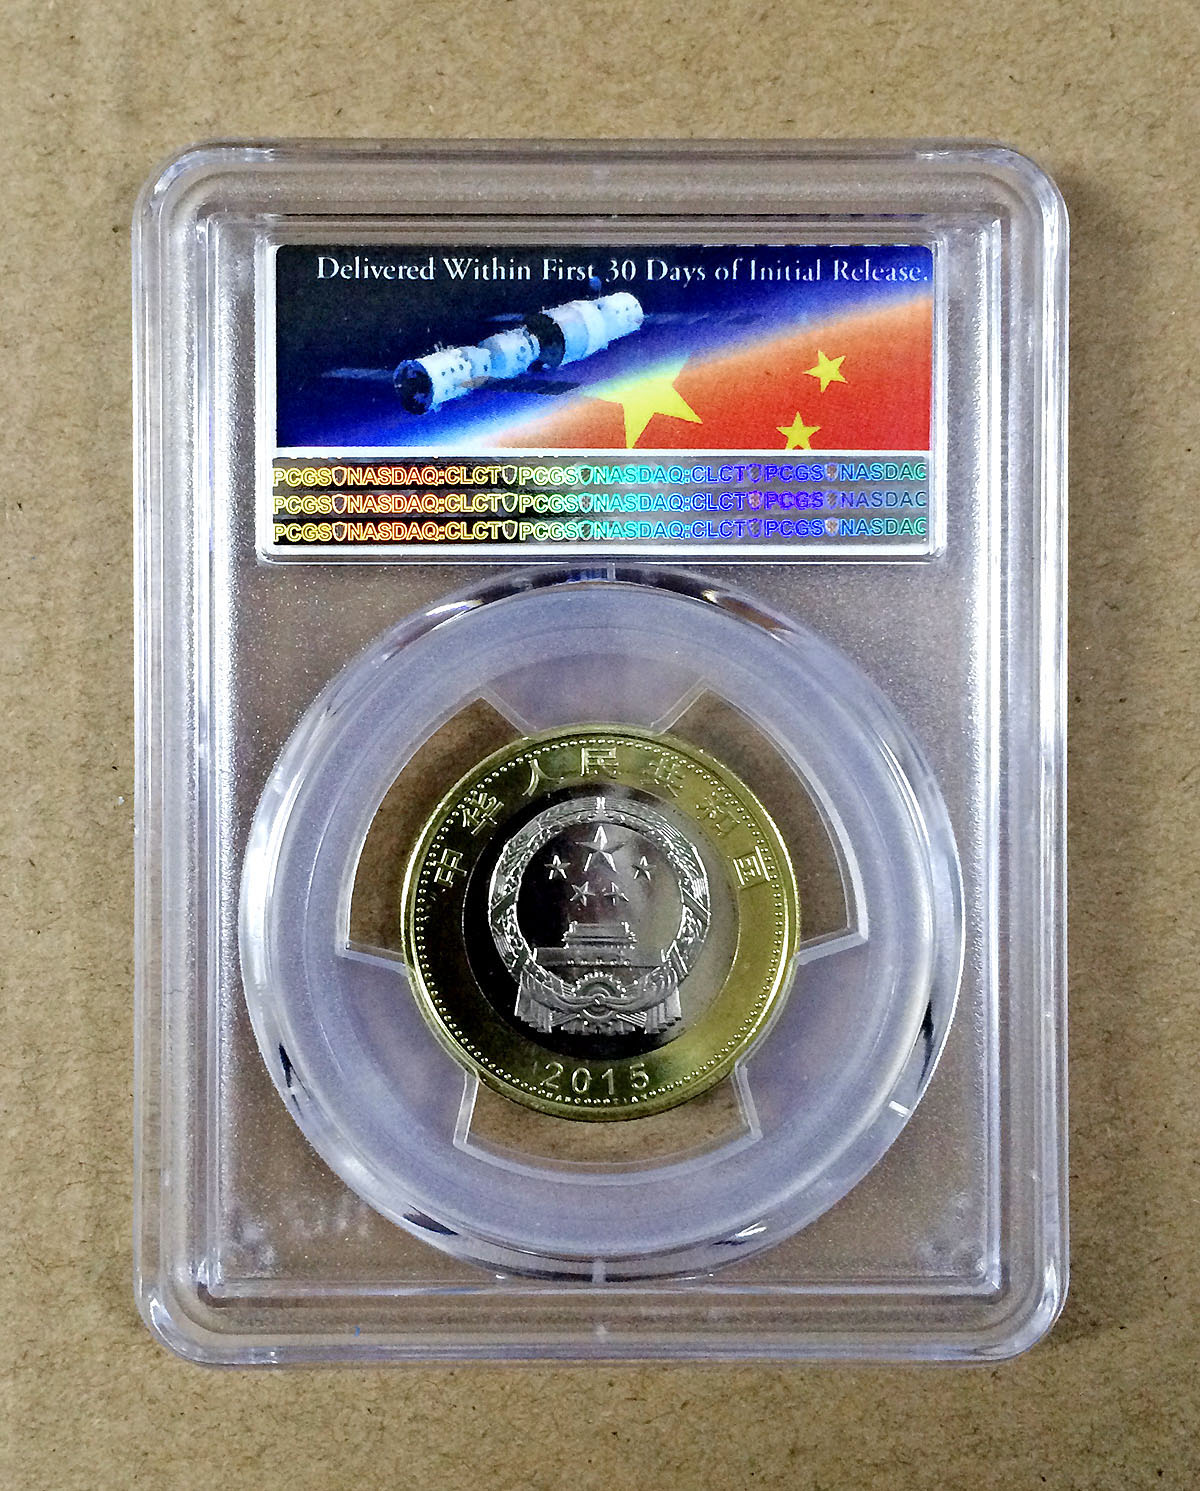 Delivered Within First 30 Days of Initial Release.
PCGS NASDAQ:CLCT PCGS NASDAQ:CLCT PCGS NASDAQ
PCGS NASDAQ:CLCT PCGS NASDAQ:CLCT PCGS NASDAQ
PCGS NASDAQ:CLCT PCGS NASDAQ:CLCT PCGS NASDAQ
中华人民共和国
2015